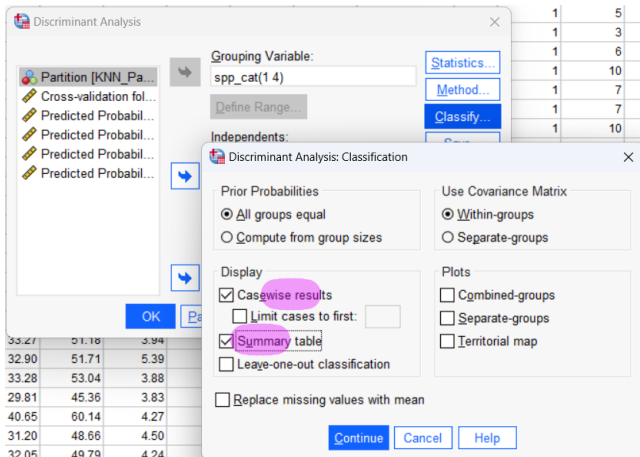 Discriminant Analysis
1 5
1 3
1 6
1 10
1 7
1 7
1 10
Partition [KNN_Pa...
Cross-validation fol...
Predicted Probabil...
Predicted Probabil...
Predicted Probabil...
Predicted Probabil...
Grouping Variable:
spp_cat(1 4)
Define Range...
Independents:
Statistics...
Method...
Classify...
OK
Discriminant Analysis: Classification
Prior Probabilities
All groups equal
Compute from group sizes
Use Covariance Matrix
Within-groups
Separate-groups
Display
Casewise results
Limit cases to first:
Summary table
Leave-one-out classification
Plots
Combined-groups
Separate-groups
Territorial map
Replace missing values with mean
Continue Cancel Help
33.27 51.18 3.94
32.90 51.71 5.39
33.28 53.04 3.88
29.81 45.36 3.83
40.65 60.14 4.27
31.20 48.66 4.50
32.05 49.79 4.24